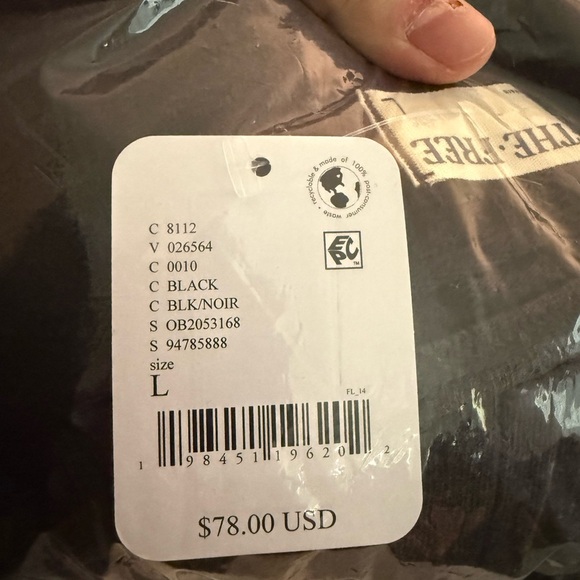 L
THE · FREE
recyclable & made of 100% post-consumer waste •
EPC™
C 8112
V 026564
C 0010
C BLACK
C BLK/NOIR
S OB2053168
S 94785888
size
L
FL_14
1 98451 19620 2
$78.00 USD